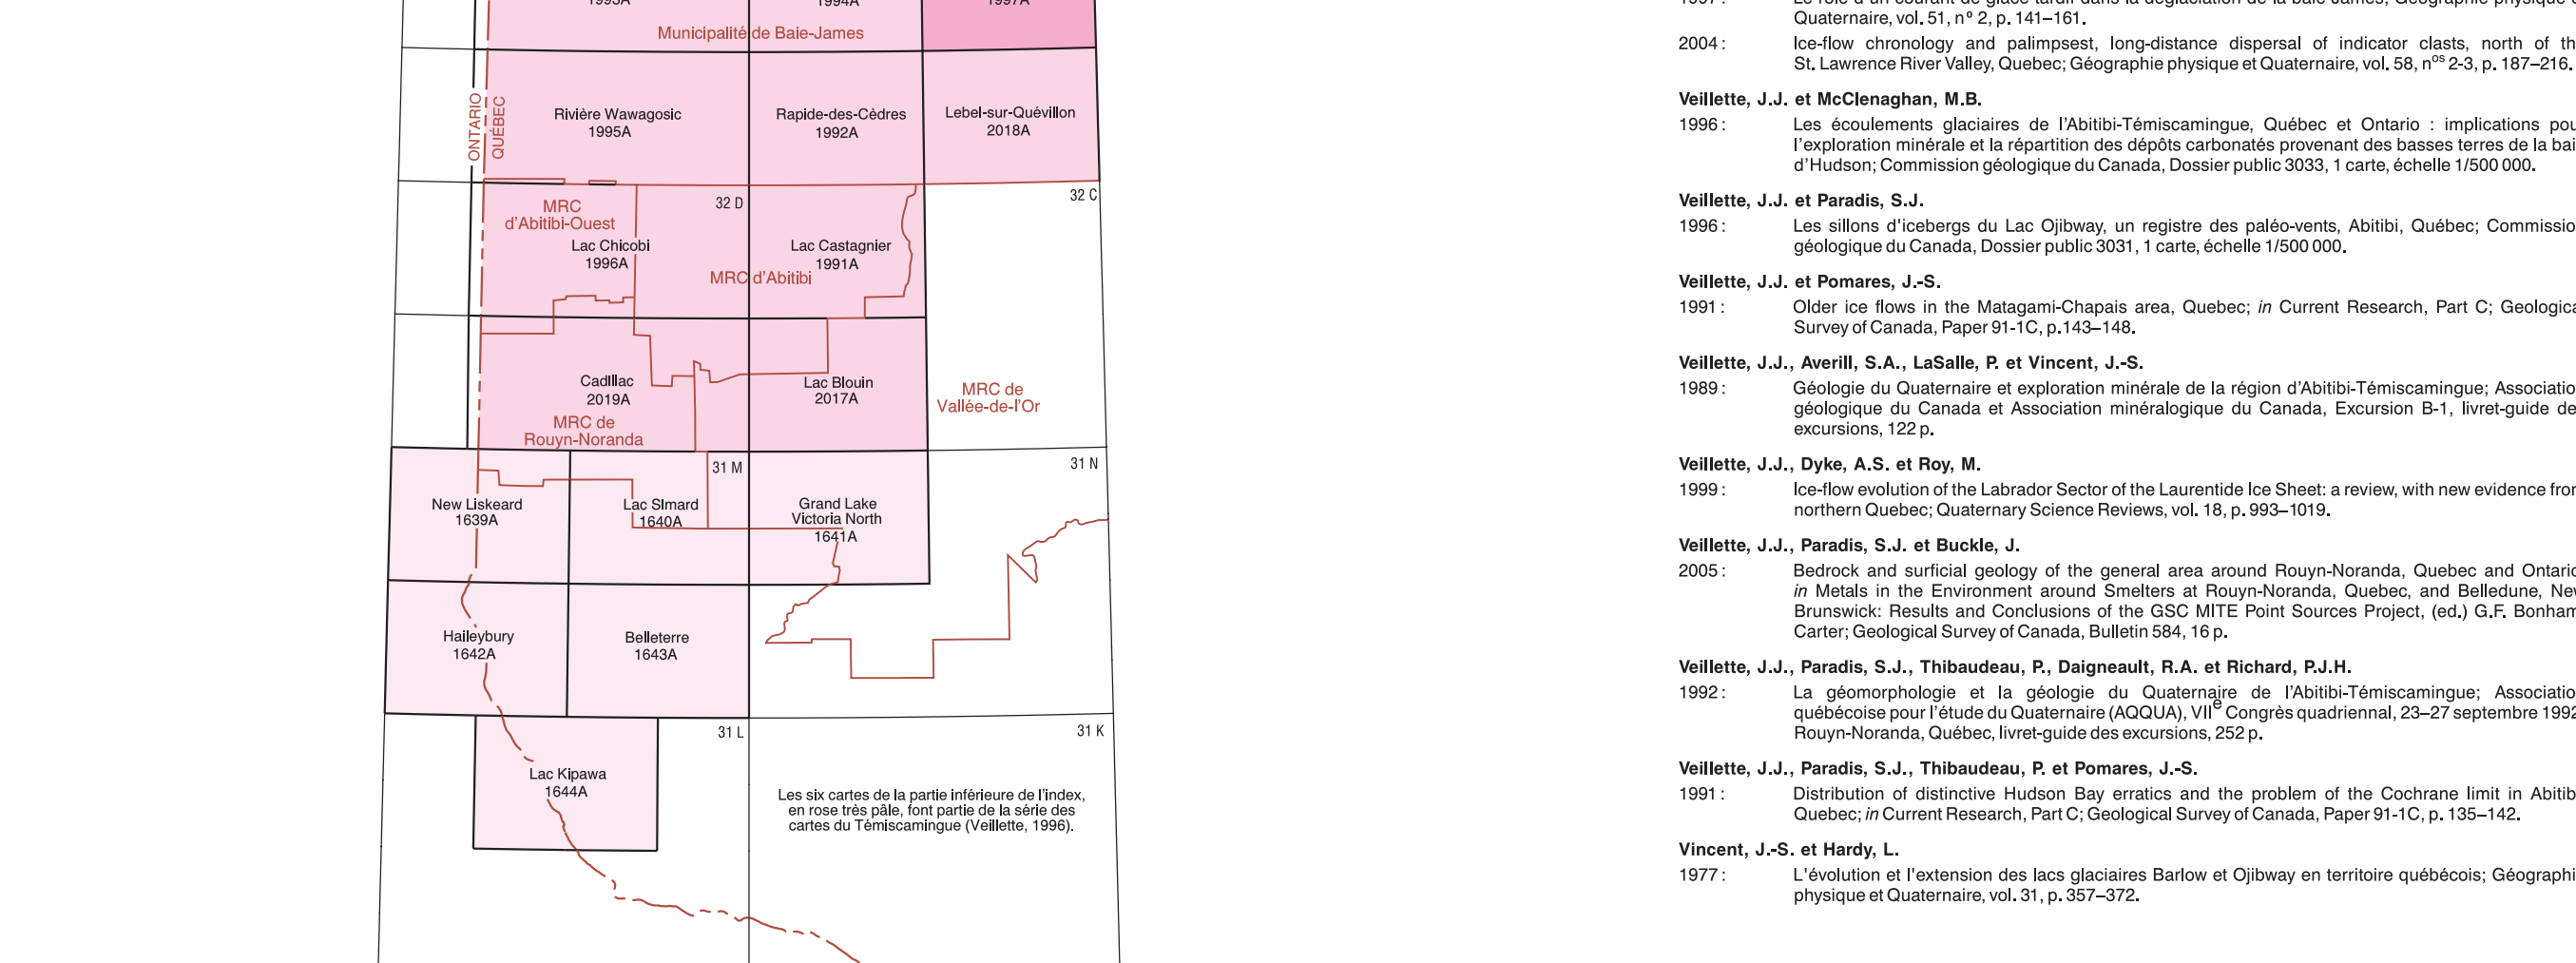 1993A
1994A
1997A
Municipalité de Baie-James
ONTARIO
QUÉBEC
Rivière Wawagosic
1995A
Rapide-des-Cèdres
1992A
Lebel-sur-Quévillon
2018A
MRC
d'Abitibi-Ouest
32 D
32 C
Lac Chicobi
1996A
Lac Castagnier
1991A
MRC d'Abitibi
Cadillac
2019A
MRC de
Rouyn-Noranda
Lac Blouin
2017A
MRC de
Vallée-de-l'Or
31 M
31 N
New Liskeard
1639A
Lac Simard
1640A
Grand Lake
Victoria North
1641A
Haileybury
1642A
Belleterre
1643A
31 L
31 K
Lac Kipawa
1644A
Les six cartes de la partie inférieure de l'index,
en rose très pâle, font partie de la série des
cartes du Témiscamingue (Veillette, 1996).
Quaternaire, vol. 51, nº 2, p. 141–161.
2004 : Ice-flow chronology and palimpsest, long-distance dispersal of indicator clasts, north of th
St. Lawrence River Valley, Quebec; Géographie physique et Quaternaire, vol. 58, nos 2-3, p. 187–216.
Veillette, J.J. et McClenaghan, M.B.
1996 : Les écoulements glaciaires de l'Abitibi-Témiscamingue, Québec et Ontario : implications pou
l'exploration minérale et la répartition des dépôts carbonatés provenant des basses terres de la bai
d'Hudson; Commission géologique du Canada, Dossier public 3033, 1 carte, échelle 1/500 000.
Veillette, J.J. et Paradis, S.J.
1996 : Les sillons d'icebergs du Lac Ojibway, un registre des paléo-vents, Abitibi, Québec; Commissio
géologique du Canada, Dossier public 3031, 1 carte, échelle 1/500 000.
Veillette, J.J. et Pomares, J.-S.
1991 : Older ice flows in the Matagami-Chapais area, Quebec; in Current Research, Part C; Geologica
Survey of Canada, Paper 91-1C, p.143–148.
Veillette, J.J., Averill, S.A., LaSalle, P. et Vincent, J.-S.
1989 : Géologie du Quaternaire et exploration minérale de la région d'Abitibi-Témiscamingue; Associatio
géologique du Canada et Association minéralogique du Canada, Excursion B-1, livret-guide de
excursions, 122 p.
Veillette, J.J., Dyke, A.S. et Roy, M.
1999 : Ice-flow evolution of the Labrador Sector of the Laurentide Ice Sheet: a review, with new evidence fro
northern Quebec; Quaternary Science Reviews, vol. 18, p. 993–1019.
Veillette, J.J., Paradis, S.J. et Buckle, J.
2005 : Bedrock and surficial geology of the general area around Rouyn-Noranda, Quebec and Ontario
in Metals in the Environment around Smelters at Rouyn-Noranda, Quebec, and Belledune, Ne
Brunswick: Results and Conclusions of the GSC MITE Point Sources Project, (ed.) G.F. Bonham
Carter; Geological Survey of Canada, Bulletin 584, 16 p.
Veillette, J.J., Paradis, S.J., Thibaudeau, P., Daigneault, R.A. et Richard, P.J.H.
1992 : La géomorphologie et la géologie du Quaternaire de l'Abitibi-Témiscamingue; Associatio
québécoise pour l'étude du Quaternaire (AQQUA), VIIe Congrès quadriennal, 23–27 septembre 1992
Rouyn-Noranda, Québec, livret-guide des excursions, 252 p.
Veillette, J.J., Paradis, S.J., Thibaudeau, P. et Pomares, J.-S.
1991 : Distribution of distinctive Hudson Bay erratics and the problem of the Cochrane limit in Abitib
Quebec; in Current Research, Part C; Geological Survey of Canada, Paper 91-1C, p. 135–142.
Vincent, J.-S. et Hardy, L.
1977 : L'évolution et l'extension des lacs glaciaires Barlow et Ojibway en territoire québécois; Géographi
physique et Quaternaire, vol. 31, p. 357–372.